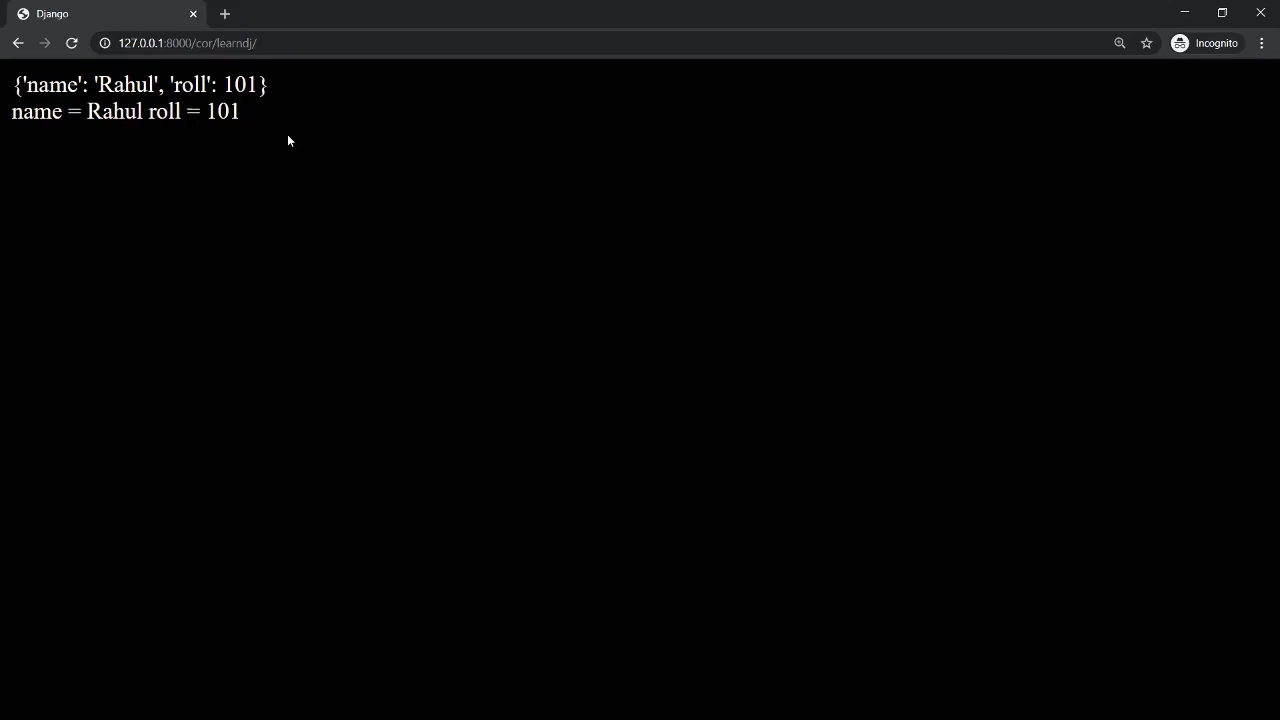 Django
127.0.0.1:8000/cor/learndj/
Incognito
{'name': 'Rahul', 'roll': 101}
name = Rahul roll = 101